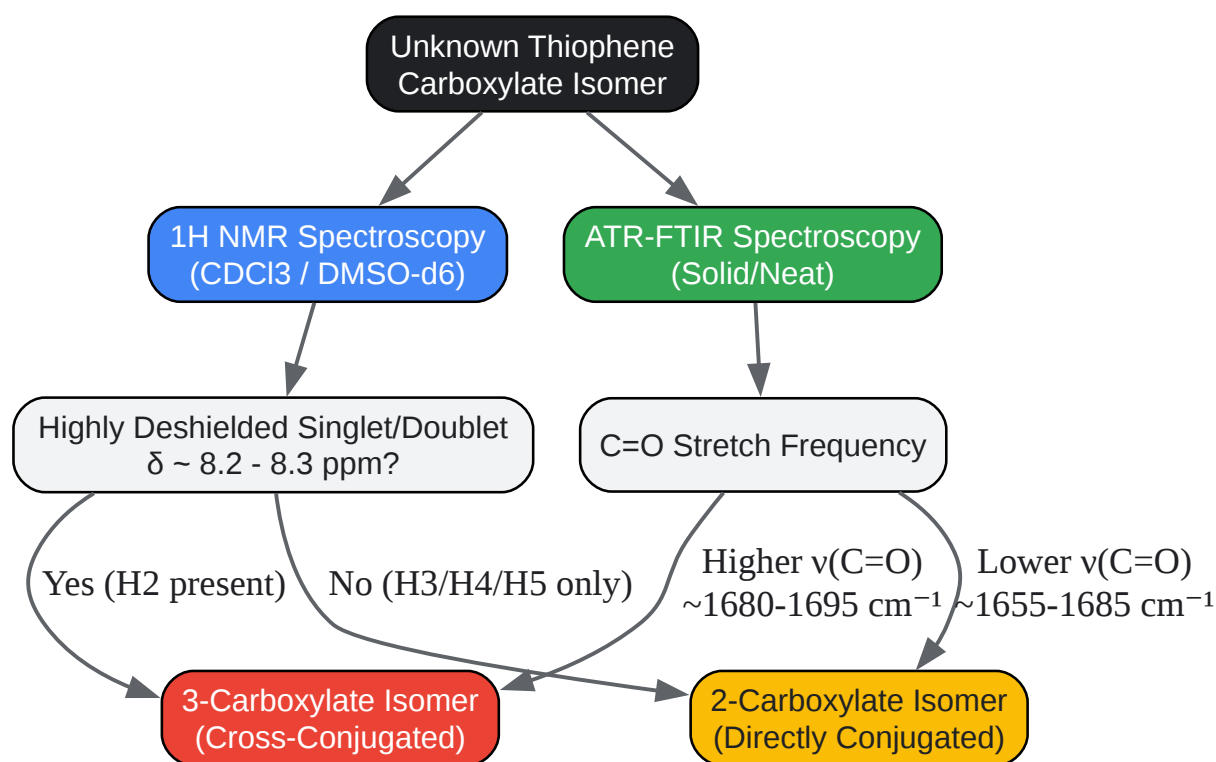 Unknown Thiophene
Carboxylate Isomer
1H NMR Spectroscopy
(CDCl3 / DMSO-d6)
ATR-FTIR Spectroscopy
(Solid/Neat)
Highly Deshielded Singlet/Doublet
δ ~ 8.2 - 8.3 ppm?
C=O Stretch Frequency
Yes (H2 present)
No (H3/H4/H5 only)
Higher ν(C=O)
~1680-1695 cm⁻¹
Lower ν(C=O)
~1655-1685 cm⁻¹
3-Carboxylate Isomer
(Cross-Conjugated)
2-Carboxylate Isomer
(Directly Conjugated)